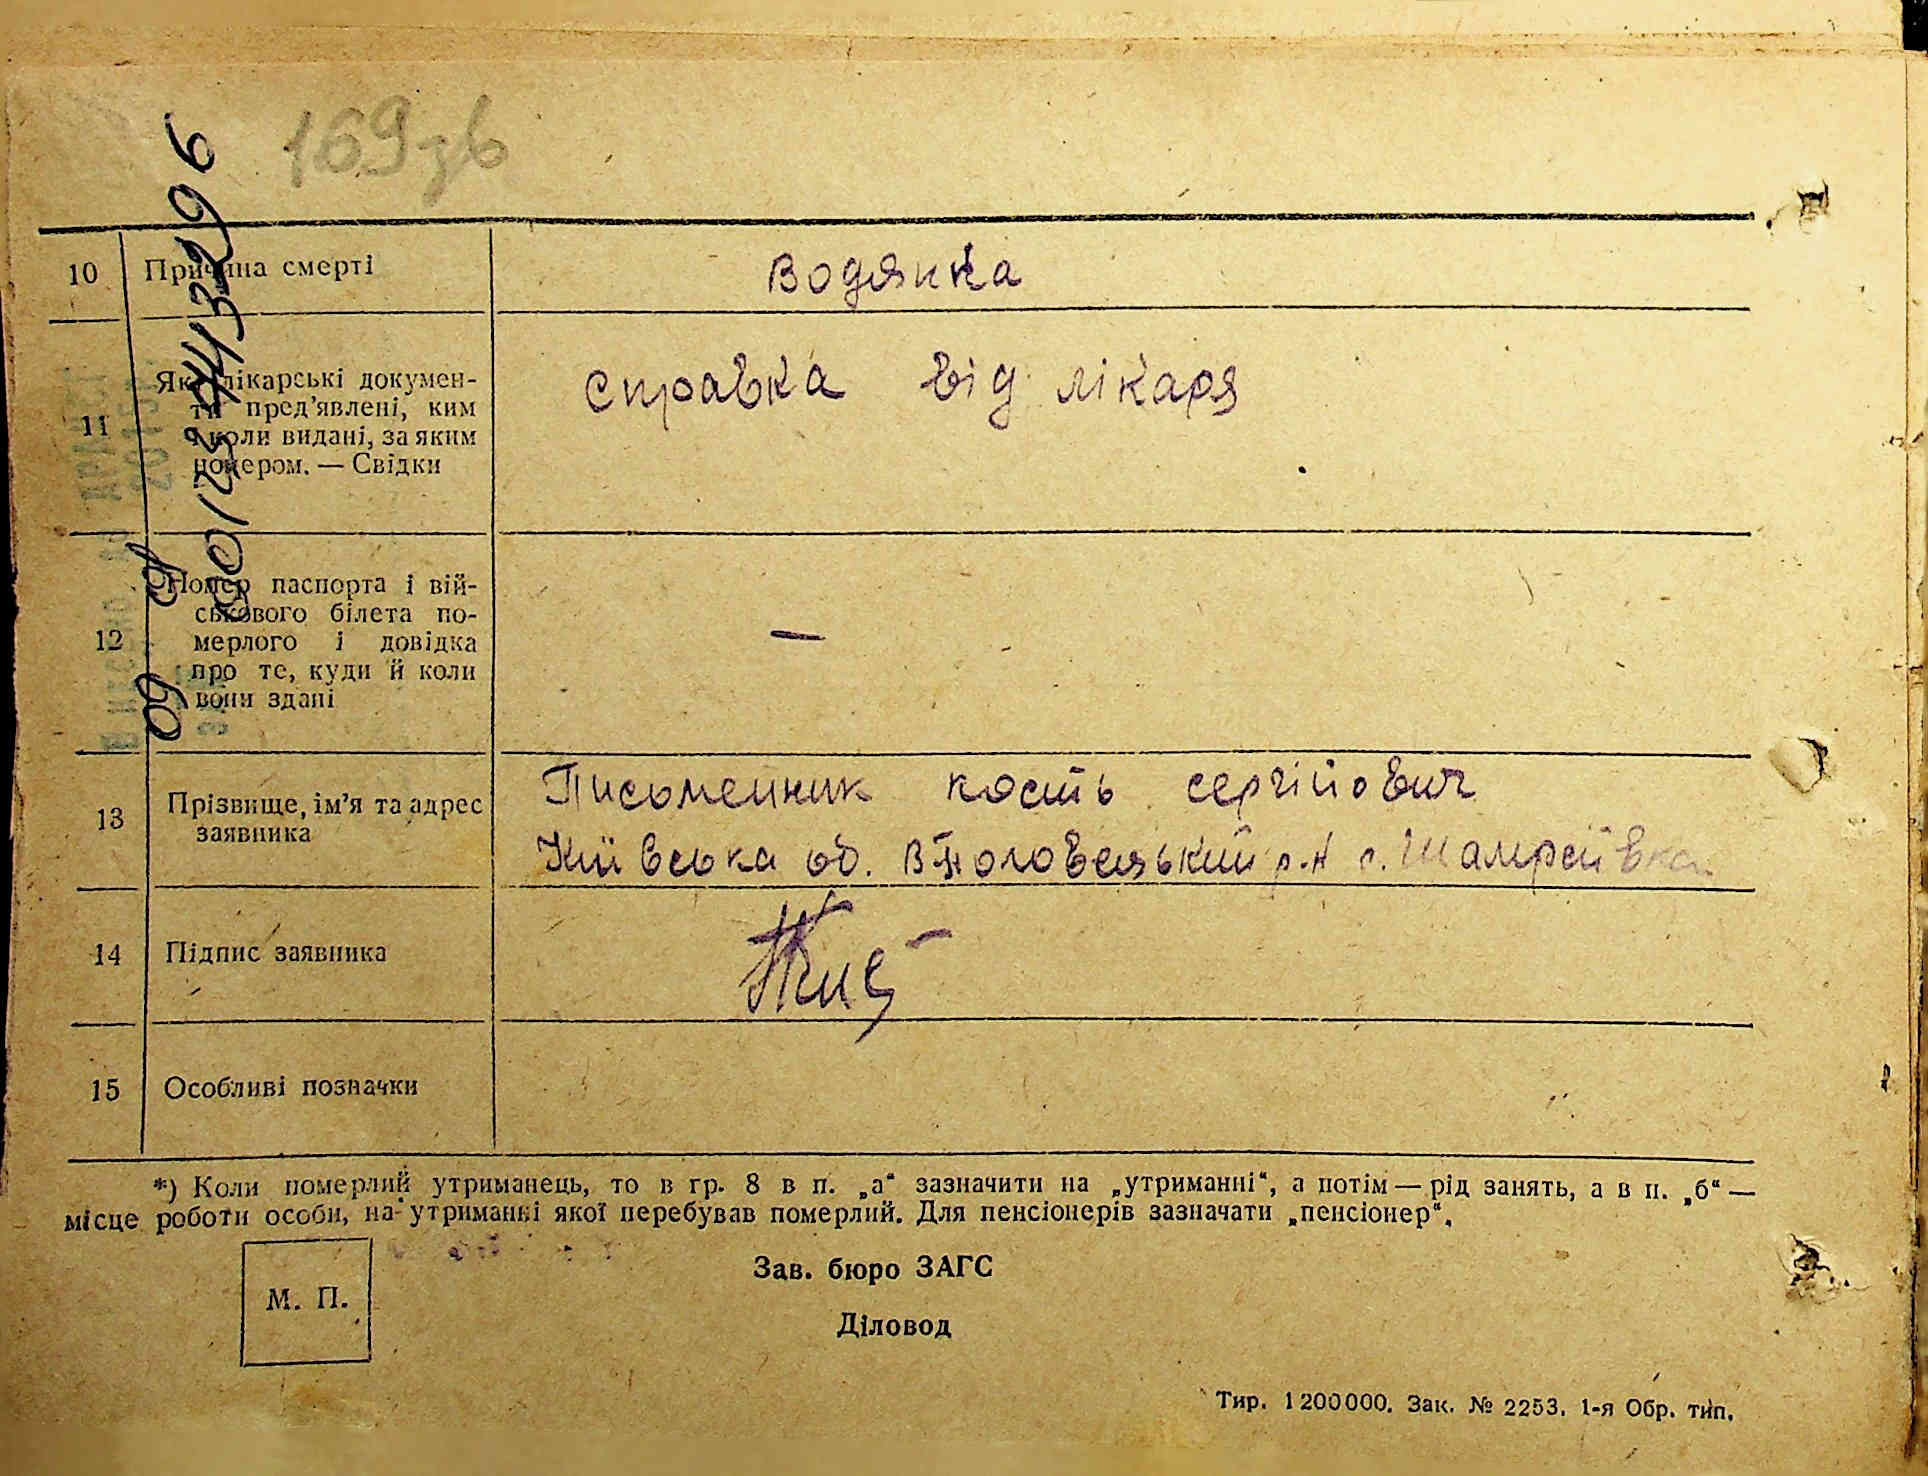 169зв
10 Причина смерті Водянка
11 Які лікарські докумен-
ти пред'явлені, ким
і коли видані, за яким
номером. — Свідки
справка від лікаря
12 Номер паспорта і вій-
ськового білета по-
мерлого і довідка
про те, куди й коли
вони здані
—
13 Прізвище, ім'я та адрес
заявника
Письменник кость сергійович
Київська об. р-н с. Шамраївка
14 Підпис заявника
15 Особливі позначки
*) Коли померлий утриманець, то в гр. 8 в п. „а“ зазначити на „утриманні“, а потім — рід занять, а в п. „б“ —
місце роботи особи, на утриманні якої перебував померлий. Для пенсіонерів зазначати „пенсіонер“.
М. П.
Зав. бюро ЗАГС
Діловод
Тир. 1200000. Зак. № 2253. 1-я Обр. тип.